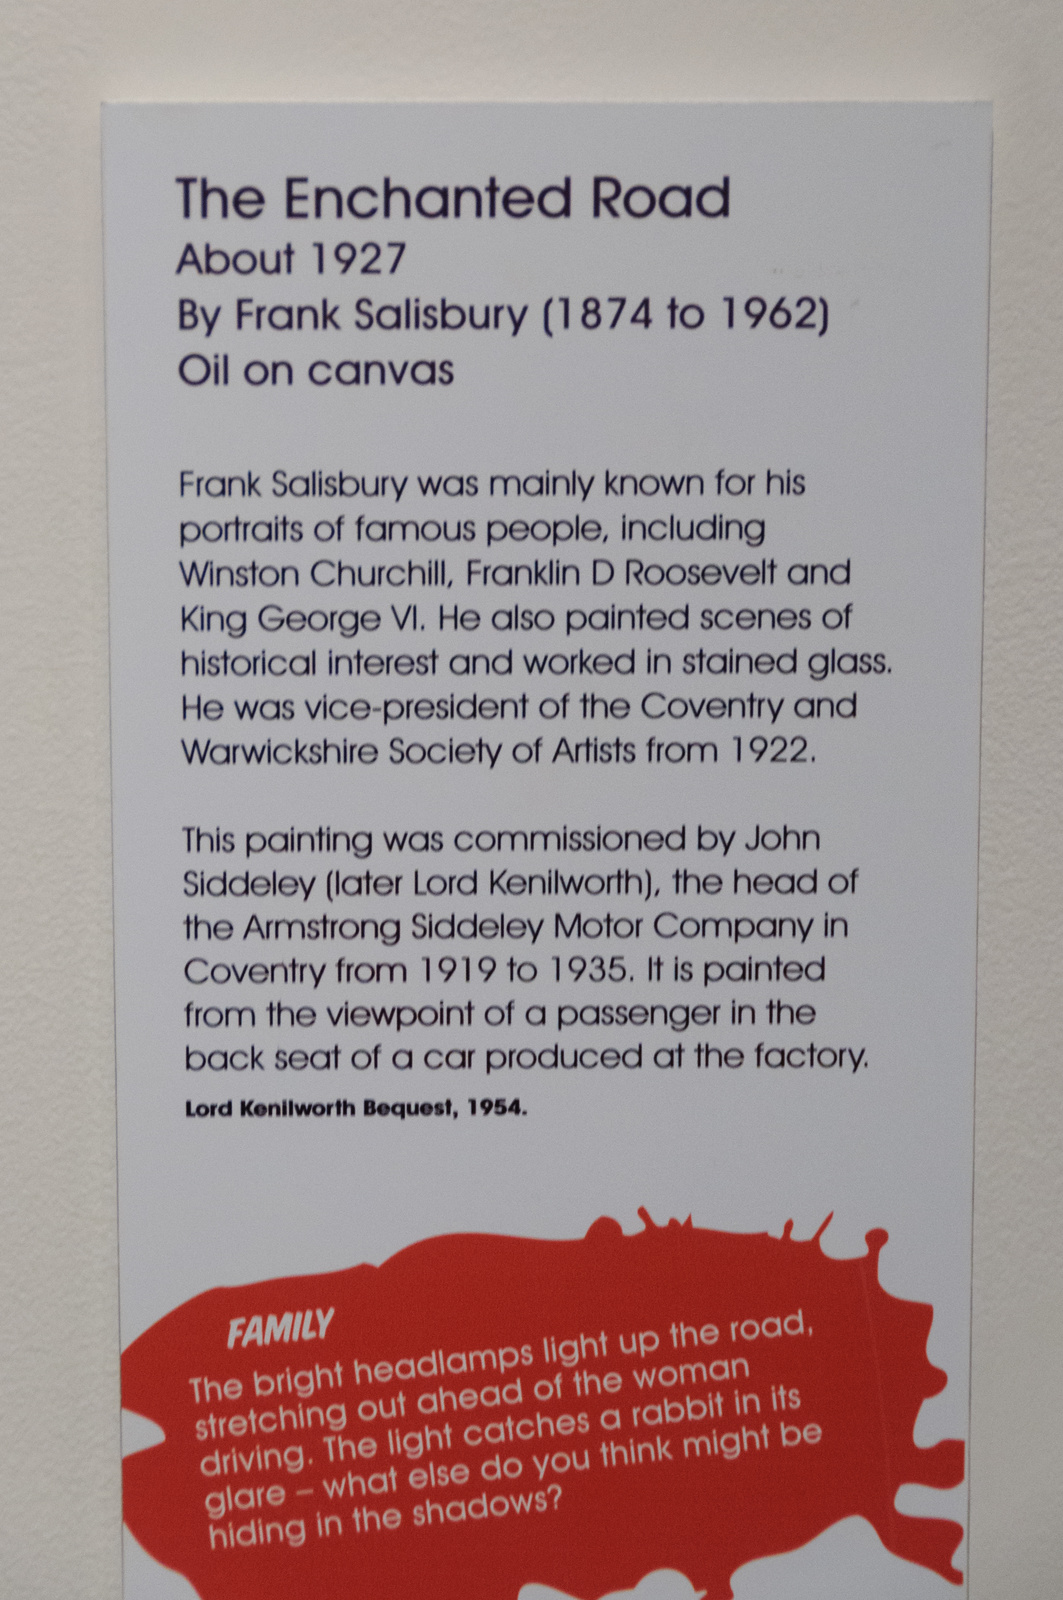 The Enchanted Road
About 1927
By Frank Salisbury (1874 to 1962)
Oil on canvas
Frank Salisbury was mainly known for his
portraits of famous people, including
Winston Churchill, Franklin D Roosevelt and
King George VI. He also painted scenes of
historical interest and worked in stained glass.
He was vice-president of the Coventry and
Warwickshire Society of Artists from 1922.
This painting was commissioned by John
Siddeley (later Lord Kenilworth), the head of
the Armstrong Siddeley Motor Company in
Coventry from 1919 to 1935. It is painted
from the viewpoint of a passenger in the
back seat of a car produced at the factory.
Lord Kenilworth Bequest, 1954.
FAMILY
The bright headlamps light up the road,
stretching out ahead of the woman
driving. The light catches a rabbit in its
glare – what else do you think might be
hiding in the shadows?